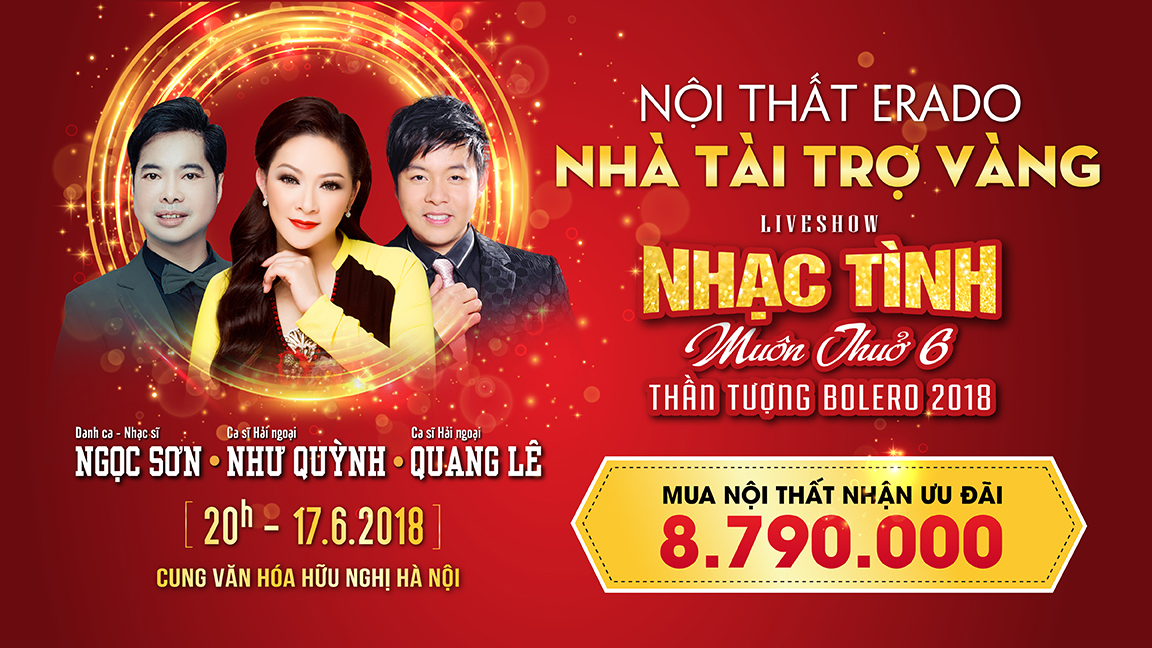 NỘI THẤT ERADO
NHÀ TÀI TRỢ VÀNG
LIVESHOW
NHẠC TÌNH
Muôn Thuở 6
THẦN TƯỢNG BOLERO 2018
Danh ca - Nhạc sĩ
NGỌC SƠN
Ca sĩ Hải ngoại
NHƯ QUỲNH
Ca sĩ Hải ngoại
QUANG LÊ
[20h - 17.6.2018]
CUNG VĂN HÓA HỮU NGHỊ HÀ NỘI
MUA NỘI THẤT NHẬN ƯU ĐÃI
8.790.000